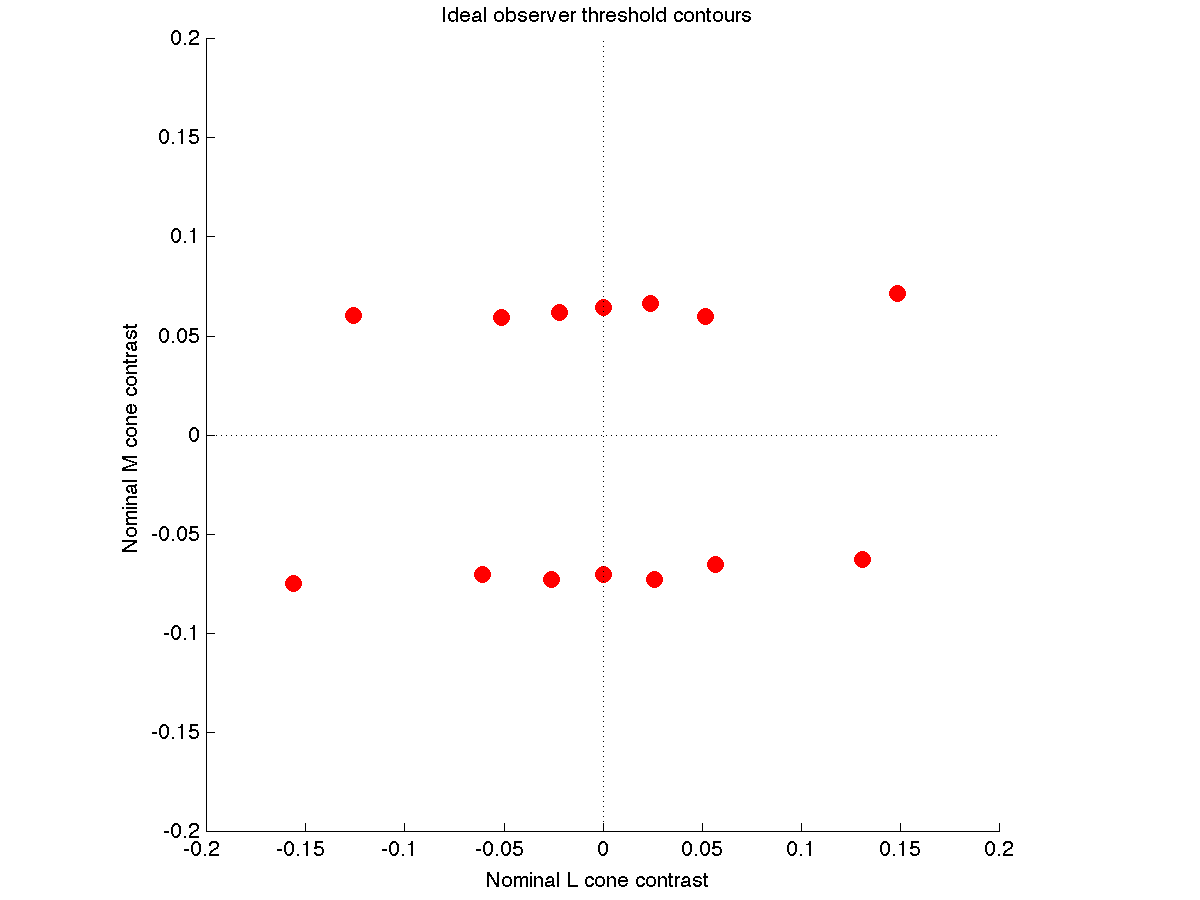 Ideal observer threshold contours
0.2
0.15
0.1
0.05
0
-0.05
-0.1
-0.15
-0.2
Nominal M cone contrast
-0.2 -0.15 -0.1 -0.05 0 0.05 0.1 0.15 0.2
Nominal L cone contrast